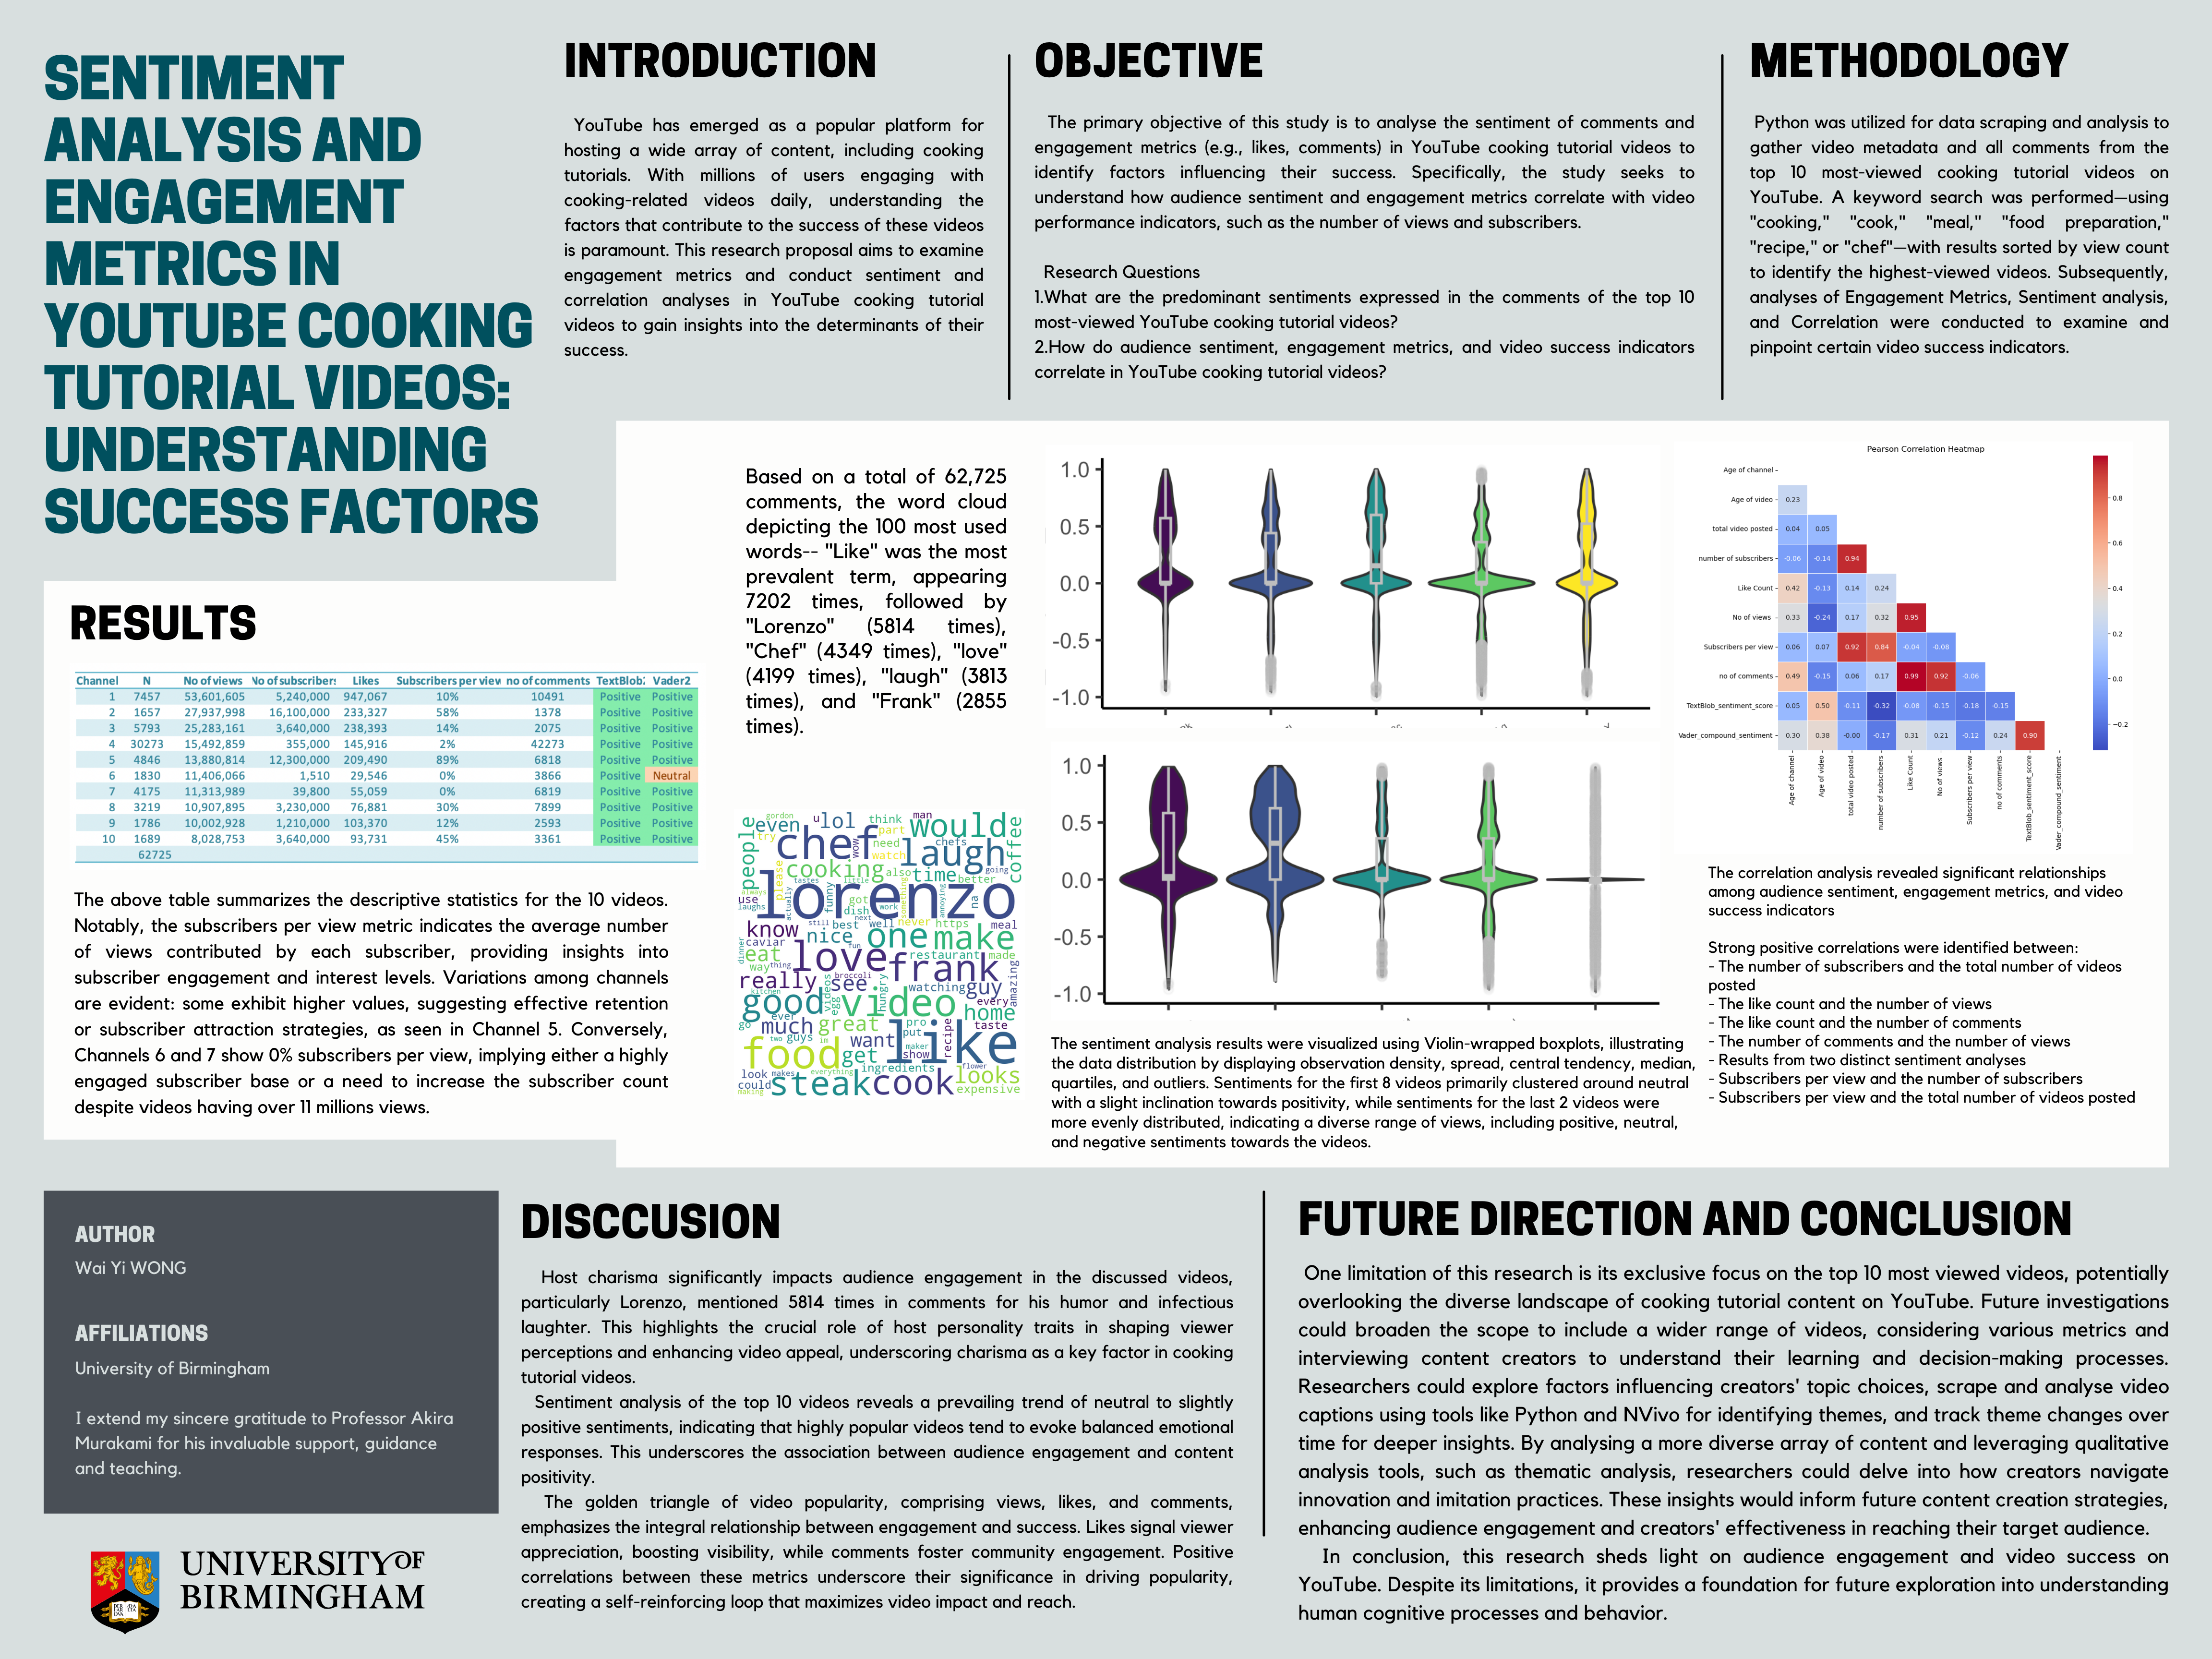 SENTIMENT
ANALYSIS AND
ENGAGEMENT
METRICS IN
YOUTUBE COOKING
TUTORIAL VIDEOS:
UNDERSTANDING
SUCCESS FACTORS
INTRODUCTION
YouTube has emerged as a popular platform for
hosting a wide array of content, including cooking
tutorials. With millions of users engaging with
cooking-related videos daily, understanding the
factors that contribute to the success of these videos
is paramount. This research proposal aims to examine
engagement metrics and conduct sentiment and
correlation analyses in YouTube cooking tutorial
videos to gain insights into the determinants of their
success.
OBJECTIVE
The primary objective of this study is to analyse the sentiment of comments and
engagement metrics (e.g., likes, comments) in YouTube cooking tutorial videos to
identify factors influencing their success. Specifically, the study seeks to
understand how audience sentiment and engagement metrics correlate with video
performance indicators, such as the number of views and subscribers.
Research Questions
1.What are the predominant sentiments expressed in the comments of the top 10
most-viewed YouTube cooking tutorial videos?
2.How do audience sentiment, engagement metrics, and video success indicators
correlate in YouTube cooking tutorial videos?
METHODOLOGY
Python was utilized for data scraping and analysis to
gather video metadata and all comments from the
top 10 most-viewed cooking tutorial videos on
YouTube. A keyword search was performed—using
"cooking," "cook," "meal," "food preparation,"
"recipe," or "chef"—with results sorted by view count
to identify the highest-viewed videos. Subsequently,
analyses of Engagement Metrics, Sentiment analysis,
and Correlation were conducted to examine and
pinpoint certain video success indicators.
RESULTS
Channel N No of views No of subscribers Likes Subscribers per view no of comments TextBlob2 Vader2
1 7457 53,601,605 5,240,000 947,067 10% 10491 Positive Positive
2 1657 27,937,998 16,100,000 233,327 58% 1378 Positive Positive
3 5793 25,283,161 3,640,000 238,393 14% 2075 Positive Positive
4 30273 15,492,859 355,000 145,916 2% 42273 Positive Positive
5 4846 13,880,814 12,300,000 209,490 89% 6818 Positive Positive
6 1830 11,406,066 1,510 29,546 0% 3866 Positive Neutral
7 4175 11,313,989 39,800 55,059 0% 6819 Positive Positive
8 3219 10,907,895 3,230,000 76,881 30% 7899 Positive Positive
9 1786 10,002,928 1,210,000 103,370 12% 2593 Positive Positive
10 1689 8,028,753 3,640,000 93,731 45% 3361 Positive Positive
62725
The above table summarizes the descriptive statistics for the 10 videos.
Notably, the subscribers per view metric indicates the average number
of views contributed by each subscriber, providing insights into
subscriber engagement and interest levels. Variations among channels
are evident: some exhibit higher values, suggesting effective retention
or subscriber attraction strategies, as seen in Channel 5. Conversely,
Channels 6 and 7 show 0% subscribers per view, implying either a highly
engaged subscriber base or a need to increase the subscriber count
despite videos having over 11 millions views.
Based on a total of 62,725
comments, the word cloud
depicting the 100 most used
words-- "Like" was the most
prevalent term, appearing
7202 times, followed by
"Lorenzo" (5814 times),
"Chef" (4349 times), "love"
(4199 times), "laugh" (3813
times), and "Frank" (2855
times).
people gordon even u lol think man would coffee
try chef wow need part watch chefs laugh
please cooking also time better going
always tastes little
use laughs actually lorenzo funny got dish work something annoying na
know still best next well never https meal
caviar nice one make
dinner eat love fun restaurant made
way thing frank amazing
really see broccoli watching guy
kitchen good videos egg video hungry every home
go ever much great pro put taste
two guys im want maker like recipe
food get show
look makes everything ingredients flower looks
could making steak cook expensive
1.0
0.5
0.0
-0.5
-1.0
1.0
0.5
0.0
-0.5
-1.0
The sentiment analysis results were visualized using Violin-wrapped boxplots, illustrating
the data distribution by displaying observation density, spread, central tendency, median,
quartiles, and outliers. Sentiments for the first 8 videos primarily clustered around neutral
with a slight inclination towards positivity, while sentiments for the last 2 videos were
more evenly distributed, indicating a diverse range of views, including positive, neutral,
and negative sentiments towards the videos.
Pearson Correlation Heatmap
Age of channel
Age of video 0.23
total video posted 0.04 0.05
number of subscribers -0.06 -0.14 0.94
Like Count 0.42 -0.13 0.14 0.24
No of views 0.33 -0.24 0.17 0.32 0.95
Subscribers per view 0.06 0.07 0.92 0.84 -0.04 -0.08
no of comments 0.49 -0.15 0.06 0.17 0.99 0.92 -0.06
TextBlob_sentiment_score 0.05 0.50 -0.11 -0.32 -0.08 -0.15 -0.18 -0.15
Vader_compound_sentiment 0.30 0.38 -0.00 -0.17 0.31 0.21 -0.12 0.24 0.90
Age of channel
Age of video
total video posted
number of subscribers
Like Count
No of views
Subscribers per view
no of comments
TextBlob_sentiment_score
Vader_compound_sentiment
0.8
0.6
0.4
0.2
0.0
-0.2
The correlation analysis revealed significant relationships
among audience sentiment, engagement metrics, and video
success indicators
Strong positive correlations were identified between:
- The number of subscribers and the total number of videos
posted
- The like count and the number of views
- The like count and the number of comments
- The number of comments and the number of views
- Results from two distinct sentiment analyses
- Subscribers per view and the number of subscribers
- Subscribers per view and the total number of videos posted
AUTHOR
Wai Yi WONG
AFFILIATIONS
University of Birmingham
I extend my sincere gratitude to Professor Akira
Murakami for his invaluable support, guidance
and teaching.
UNIVERSITY OF
BIRMINGHAM
DISCCUSION
Host charisma significantly impacts audience engagement in the discussed videos,
particularly Lorenzo, mentioned 5814 times in comments for his humor and infectious
laughter. This highlights the crucial role of host personality traits in shaping viewer
perceptions and enhancing video appeal, underscoring charisma as a key factor in cooking
tutorial videos.
Sentiment analysis of the top 10 videos reveals a prevailing trend of neutral to slightly
positive sentiments, indicating that highly popular videos tend to evoke balanced emotional
responses. This underscores the association between audience engagement and content
positivity.
The golden triangle of video popularity, comprising views, likes, and comments,
emphasizes the integral relationship between engagement and success. Likes signal viewer
appreciation, boosting visibility, while comments foster community engagement. Positive
correlations between these metrics underscore their significance in driving popularity,
creating a self-reinforcing loop that maximizes video impact and reach.
FUTURE DIRECTION AND CONCLUSION
One limitation of this research is its exclusive focus on the top 10 most viewed videos, potentially
overlooking the diverse landscape of cooking tutorial content on YouTube. Future investigations
could broaden the scope to include a wider range of videos, considering various metrics and
interviewing content creators to understand their learning and decision-making processes.
Researchers could explore factors influencing creators' topic choices, scrape and analyse video
captions using tools like Python and NVivo for identifying themes, and track theme changes over
time for deeper insights. By analysing a more diverse array of content and leveraging qualitative
analysis tools, such as thematic analysis, researchers could delve into how creators navigate
innovation and imitation practices. These insights would inform future content creation strategies,
enhancing audience engagement and creators' effectiveness in reaching their target audience.
In conclusion, this research sheds light on audience engagement and video success on
YouTube. Despite its limitations, it provides a foundation for future exploration into understanding
human cognitive processes and behavior.